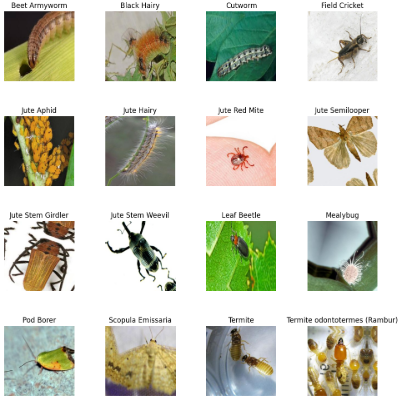 Beet Armyworm
Black Hairy
Cutworm
Field Cricket
Jute Aphid
Jute Hairy
Jute Red Mite
Jute Semilooper
Jute Stem Girdler
Jute Stem Weevil
Leaf Beetle
Mealybug
Pod Borer
Scopula Emissaria
Termite
Termite odontotermes (Rambur)